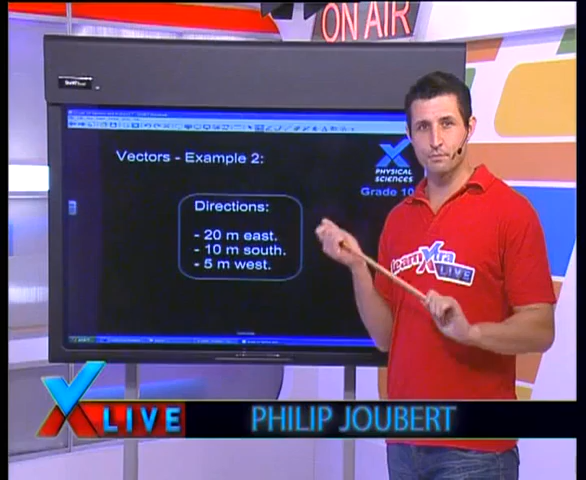 ON AIR
Vectors - Example 2:
X
PHYSICAL
SCIENCES
Grade 10
Directions:
- 20 m east.
- 10 m south.
- 5 m west.
learnXtra
LIVE
X LIVE
PHILIP JOUBERT